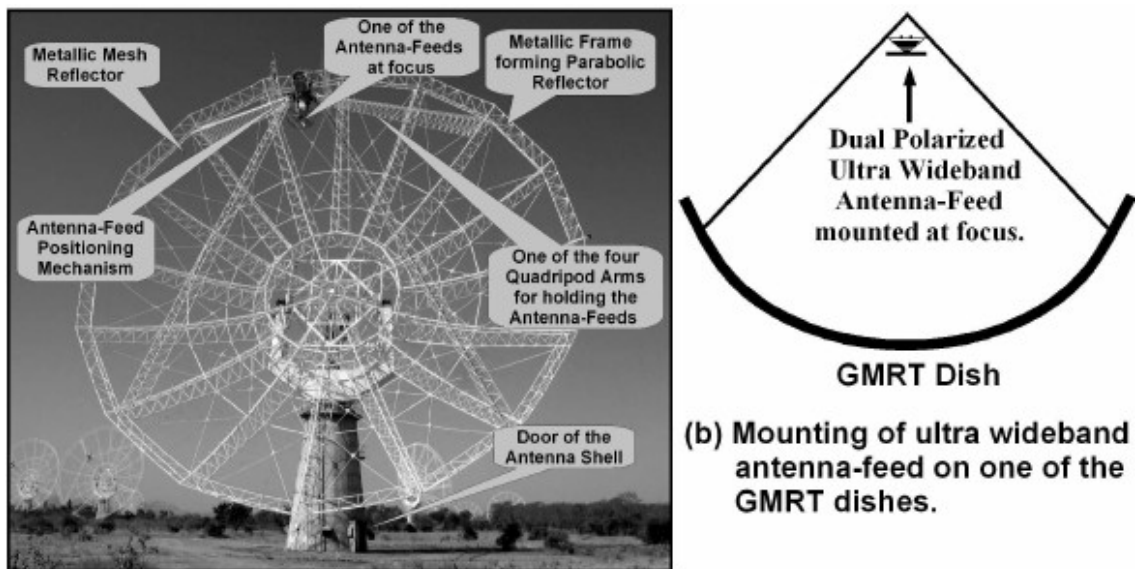 One of the
Antenna-Feeds
at focus
Metallic Mesh
Reflector
Metallic Frame
forming Parabolic
Reflector
Antenna-Feed
Positioning
Mechanism
One of the four
Quadripod Arms
for holding the
Antenna-Feeds
Door of the
Antenna Shell
Dual Polarized
Ultra Wideband
Antenna-Feed
mounted at focus.
GMRT Dish
(b) Mounting of ultra wideband
antenna-feed on one of the
GMRT dishes.